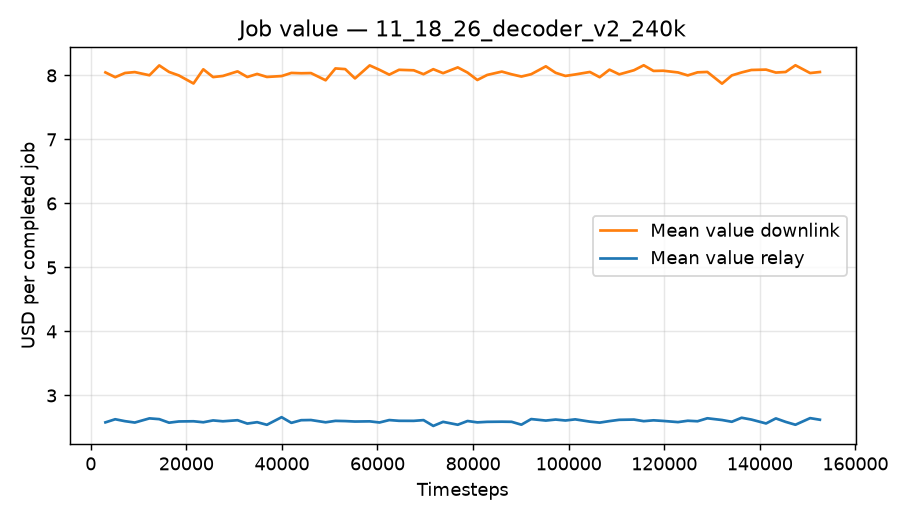 Job value — 11_18_26_decoder_v2_240k
8
7
6
5
4
3
USD per completed job
Mean value downlink
Mean value relay
0 20000 40000 60000 80000 100000 120000 140000 160000
Timesteps